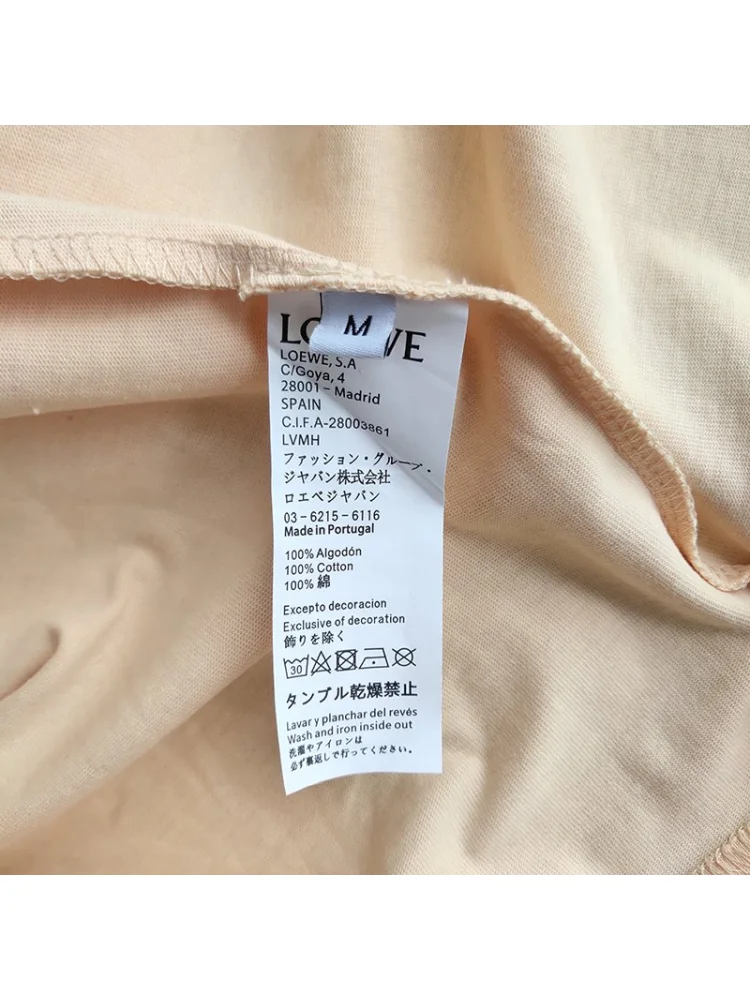 M
LOEWE
LOEWE, S.A
C/Goya, 4
28001 - Madrid
SPAIN
C.I.F.A-28003861
LVMH
ファッション・グループ・
ジャパン株式会社
ロエベジャパン
03-6215-6116
Made in Portugal
100% Algodón
100% Cotton
100% 綿
Excepto decoracion
Exclusive of decoration
飾りを除く
30
タンブル乾燥禁止
Lavar y planchar del revés
Wash and iron inside out
洗濯やアイロンは
必ず裏返しで行ってください。